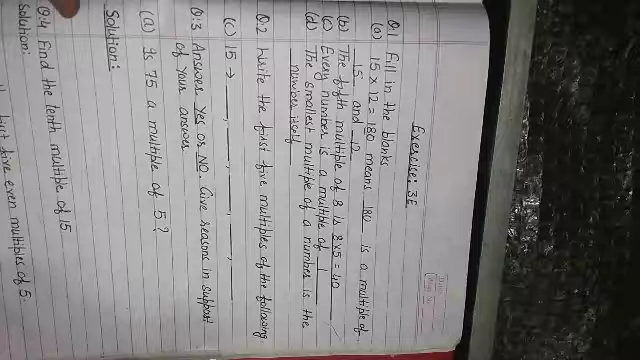 Exercise: 3E
Q.1 Fill in the blanks
(a) 15 x 12 = 180 means 180 is a multiple of
15 and 12
(b) The fifth multiple of 8 is 8x5 = 40
(c) Every number is a multiple of 1
(d) The smallest multiple of a number is the
number itself
Q.2 Write the first five multiples of the following
(c) 15 → ___, ___, ___, ___, ___
Q.3 Answer Yes or NO. Give reasons in support
of your answer
(a) Is 75 a multiple of 5?
Solution:
Q.4 Find the tenth multiple of 15
Solution:
first five even multiples of 5.